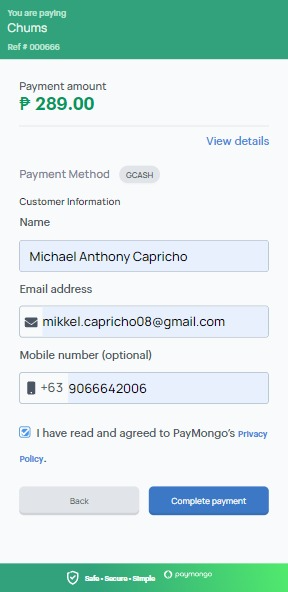 You are paying
Chums
Ref # 000666
Payment amount
₱ 289.00
View details
Payment Method GCASH
Customer Information
Name
Michael Anthony Capricho
Email address
mikkel.capricho08@gmail.com
Mobile number (optional)
+63 9066642006
I have read and agreed to PayMongo's Privacy
Policy.
Back Complete payment
Safe • Secure • Simple paymongo